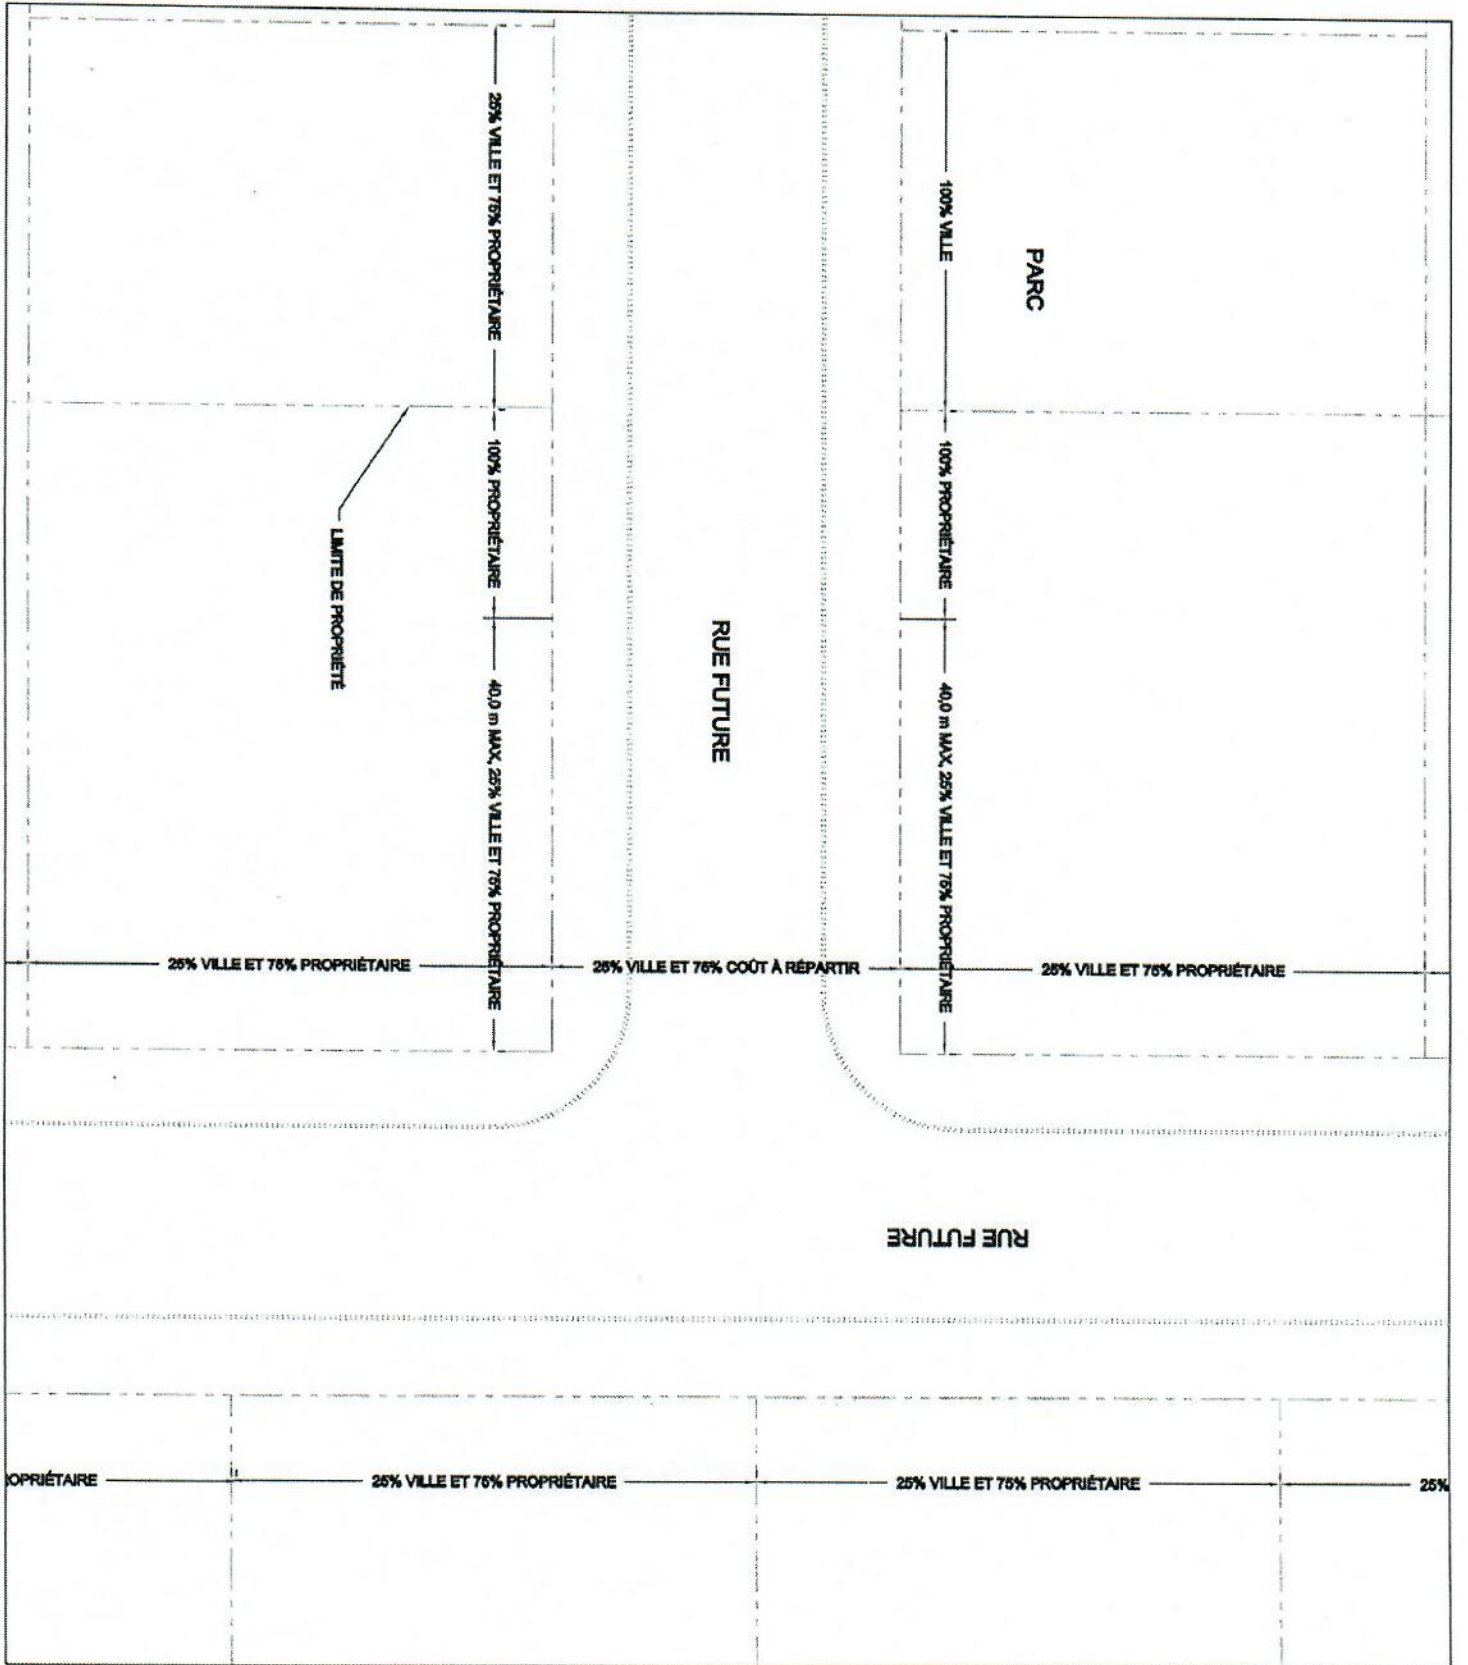 25% VILLE ET 75% PROPRIÉTAIRE
100% VILLE
PARC
100% PROPRIÉTAIRE
100% PROPRIÉTAIRE
LIMITE DE PROPRIÉTÉ
RUE FUTURE
40,0 m MAX, 25% VILLE ET 75% PROPRIÉTAIRE
40,0 m MAX, 25% VILLE ET 75% PROPRIÉTAIRE
25% VILLE ET 75% PROPRIÉTAIRE
25% VILLE ET 75% COÛT À RÉPARTIR
25% VILLE ET 75% PROPRIÉTAIRE
RUE FUTURE
OPRIÉTAIRE
25% VILLE ET 75% PROPRIÉTAIRE
25% VILLE ET 75% PROPRIÉTAIRE
25%